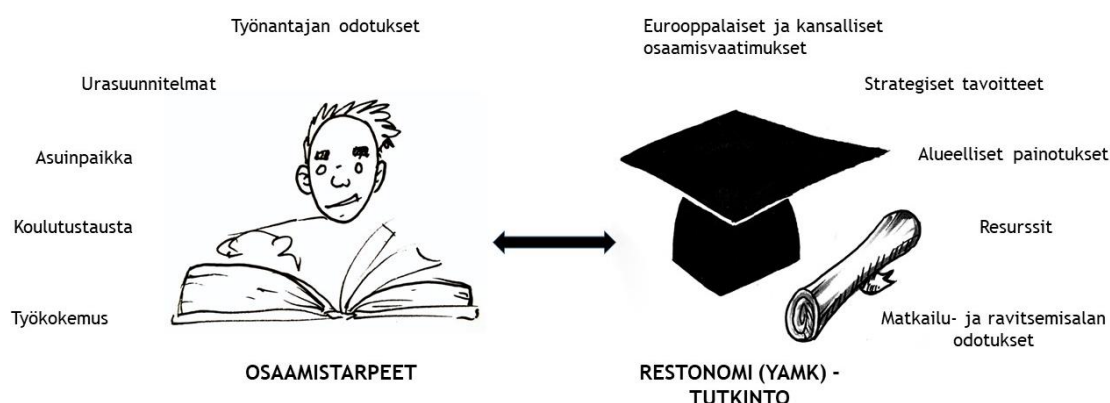 Työnantajan odotukset
Urasuunnitelmat
Asuinpaikka
Koulutustausta
Työkokemus
OSAAMISTARPEET
Eurooppalaiset ja kansalliset
osaamisvaatimukset
Strategiset tavoitteet
Alueelliset painotukset
Resurssit
Matkailu- ja ravitsemisalan
odotukset
RESTONOMI (YAMK) -
TUTKINTO